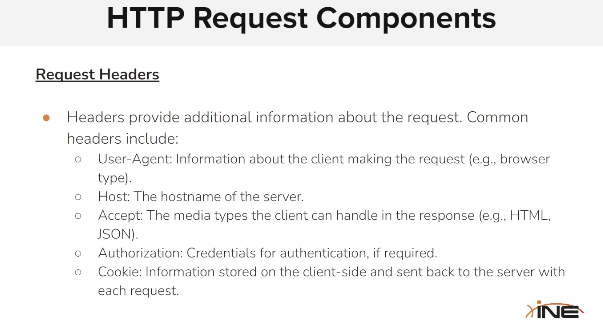 HTTP Request Components
Request Headers
● Headers provide additional information about the request. Common
headers include:
○ User-Agent: Information about the client making the request (e.g., browser
type).
○ Host: The hostname of the server.
○ Accept: The media types the client can handle in the response (e.g., HTML,
JSON).
○ Authorization: Credentials for authentication, if required.
○ Cookie: Information stored on the client-side and sent back to the server with
each request.
INE